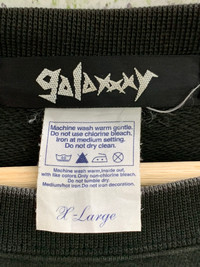 galaxxxy
Machine wash warm gentle.
Do not use chlorine bleach,
iron at medium setting.
Do not dry clean.
Machine wash warm,inside out,
with like colors.Only non-chlorine bleach,
Do not tumble dry.
Medium hot iron.Do not iron decoration.
X-Large